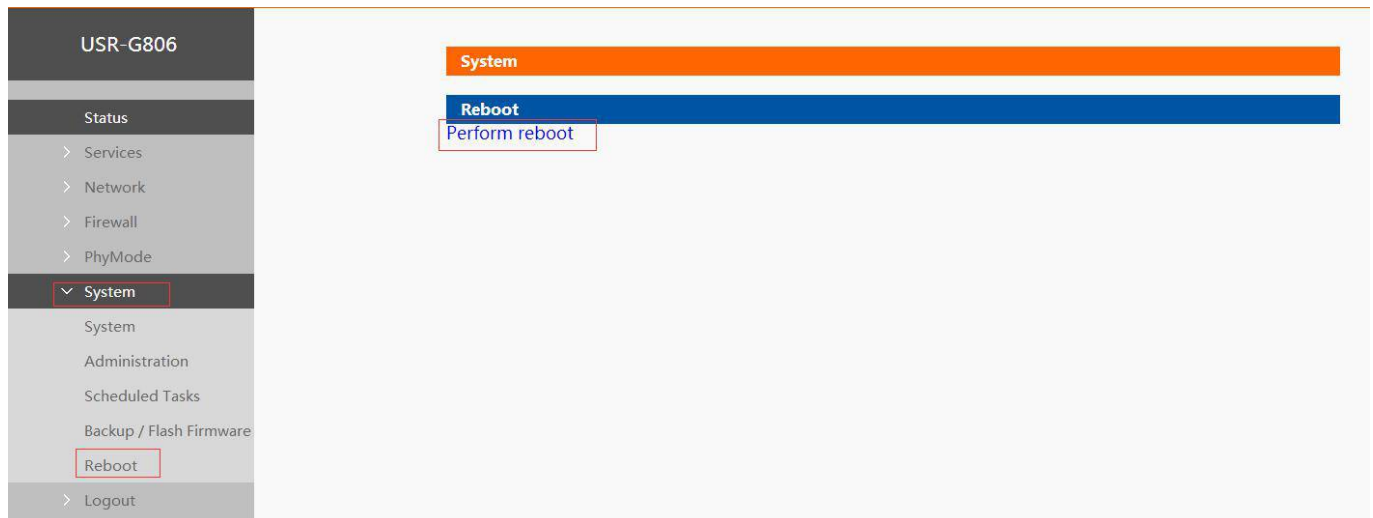 USR-G806
Status
Services
Network
Firewall
PhyMode
System
System
Administration
Scheduled Tasks
Backup / Flash Firmware
Reboot
Logout
System
Reboot
Perform reboot